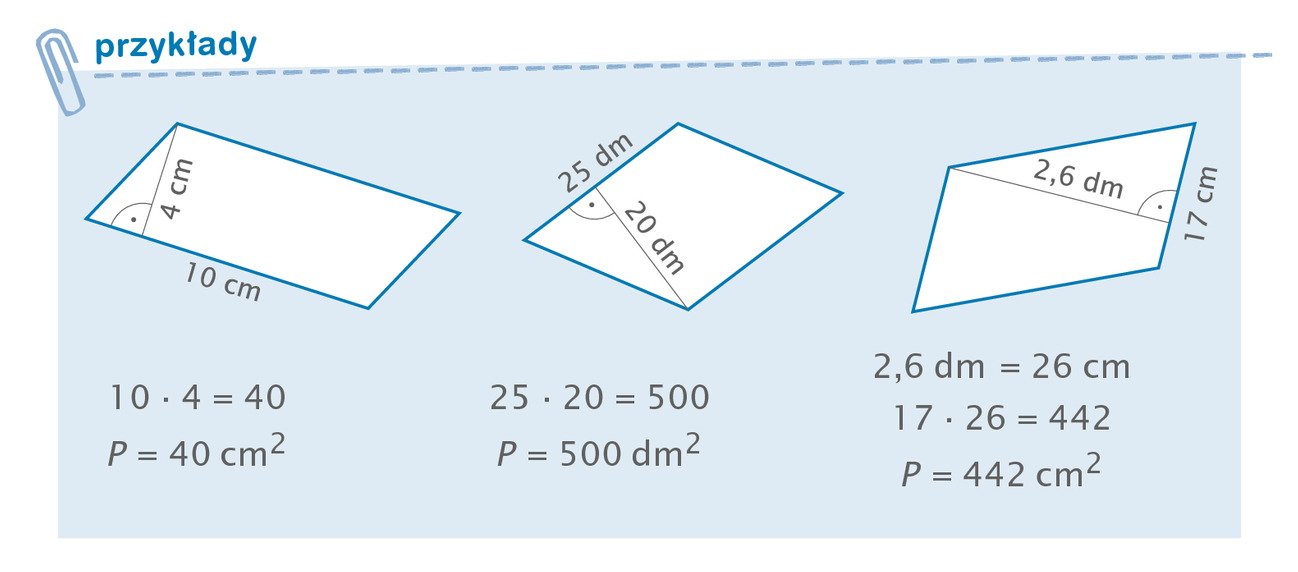 przykłady
4 cm
10 cm
25 dm
20 dm
2,6 dm
17 cm
10 · 4 = 40
P = 40 cm²
25 · 20 = 500
P = 500 dm²
2,6 dm = 26 cm
17 · 26 = 442
P = 442 cm²